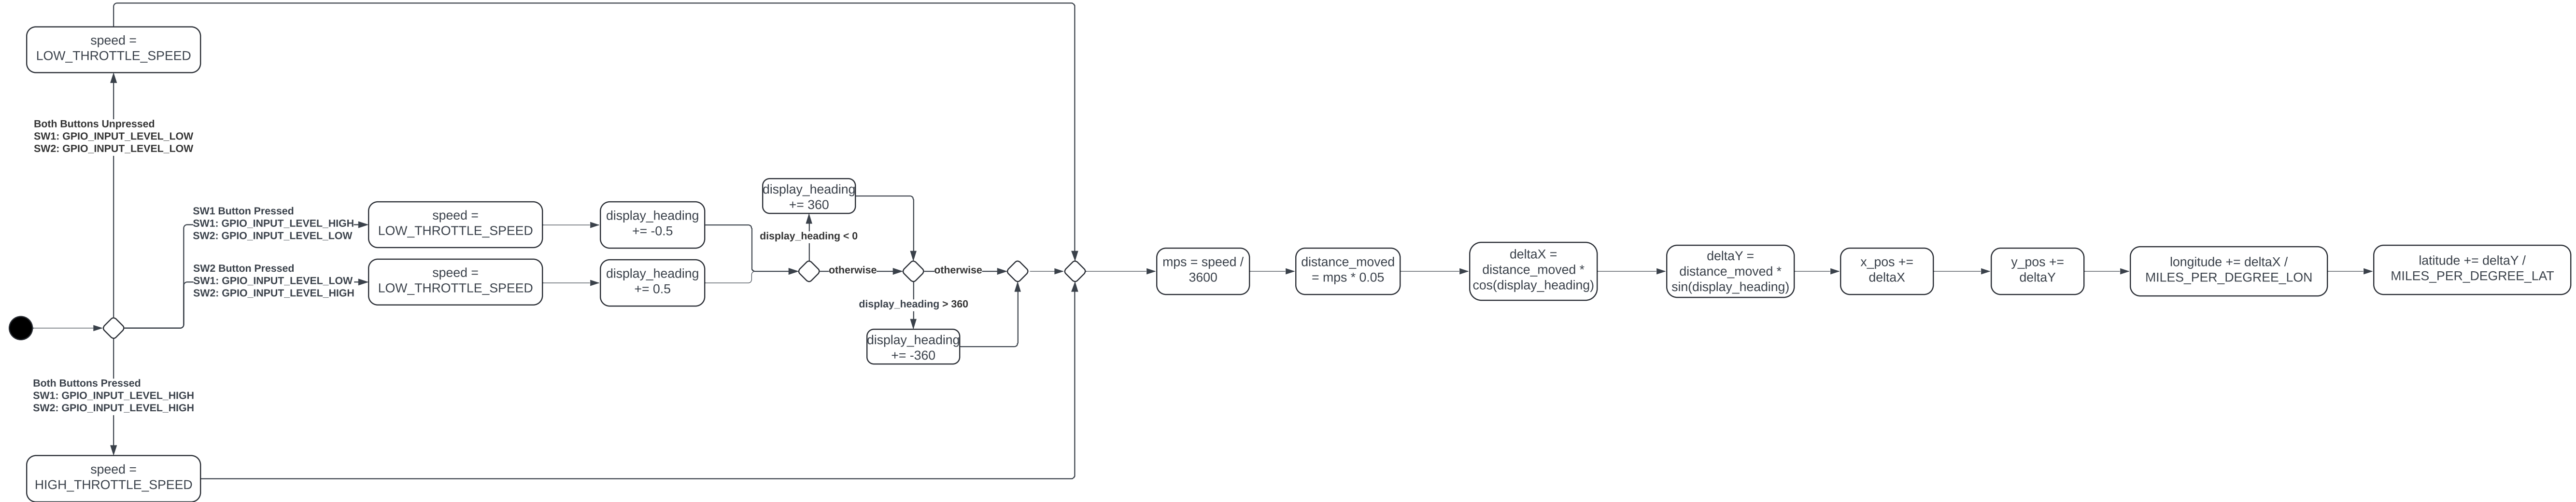 speed =
LOW_THROTTLE_SPEED
Both Buttons Unpressed
SW1: GPIO_INPUT_LEVEL_LOW
SW2: GPIO_INPUT_LEVEL_LOW
SW1 Button Pressed
SW1: GPIO_INPUT_LEVEL_HIGH
SW2: GPIO_INPUT_LEVEL_LOW
speed =
LOW_THROTTLE_SPEED
display_heading
+= -0.5
SW2 Button Pressed
SW1: GPIO_INPUT_LEVEL_LOW
SW2: GPIO_INPUT_LEVEL_HIGH
speed =
LOW_THROTTLE_SPEED
display_heading
+= 0.5
display_heading
+= 360
display_heading < 0
otherwise
otherwise
display_heading > 360
display_heading
+= -360
Both Buttons Pressed
SW1: GPIO_INPUT_LEVEL_HIGH
SW2: GPIO_INPUT_LEVEL_HIGH
speed =
HIGH_THROTTLE_SPEED
mps = speed /
3600
distance_moved
= mps * 0.05
deltaX =
distance_moved *
cos(display_heading)
deltaY =
distance_moved *
sin(display_heading)
x_pos +=
deltaX
y_pos +=
deltaY
longitude += deltaX /
MILES_PER_DEGREE_LON
latitude += deltaY /
MILES_PER_DEGREE_LAT